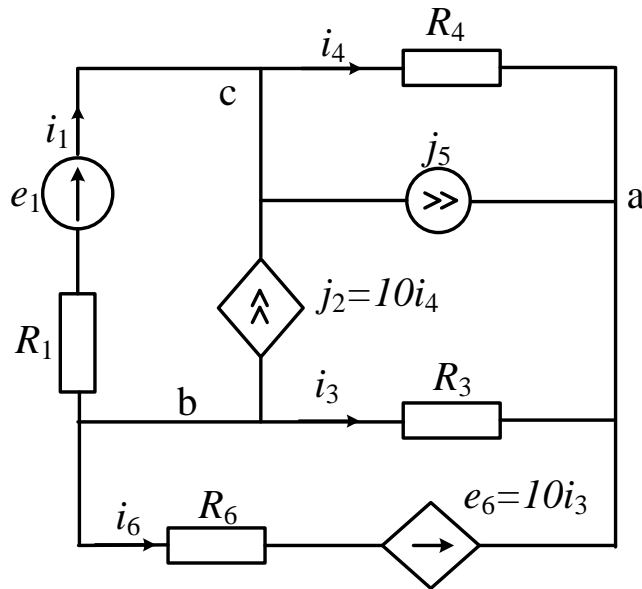 i₄
R₄
c
i₁
j₅
e₁
a
j₂=10i₄
R₁
b
i₃
R₃
i₆
R₆
e₆=10i₃